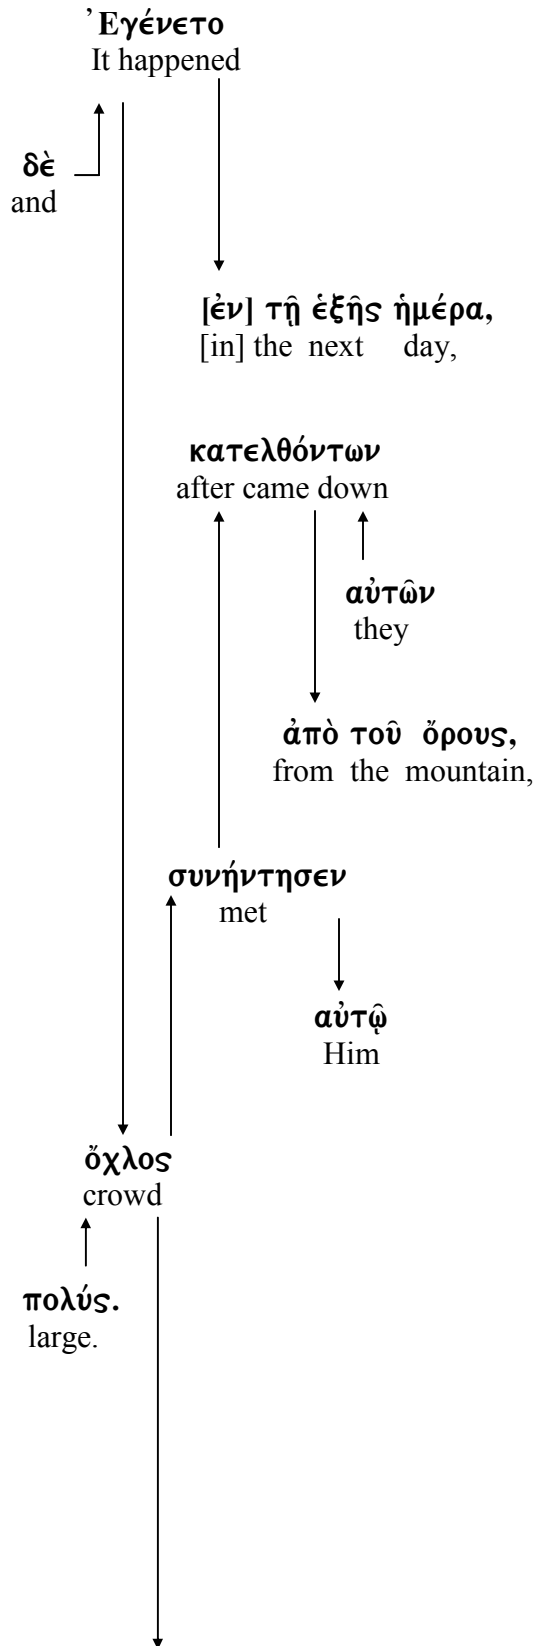 Ἐγένετο
It happened
δὲ
and
[ἐν] τῇ ἑξῆς ἡμέρα,
[in] the next day,
κατελθόντων
after came down
αὐτῶν
they
ἀπὸ τοῦ ὄρους,
from the mountain,
συνήντησεν
met
αὐτῷ
Him
ὄχλος
crowd
πολύς.
large.